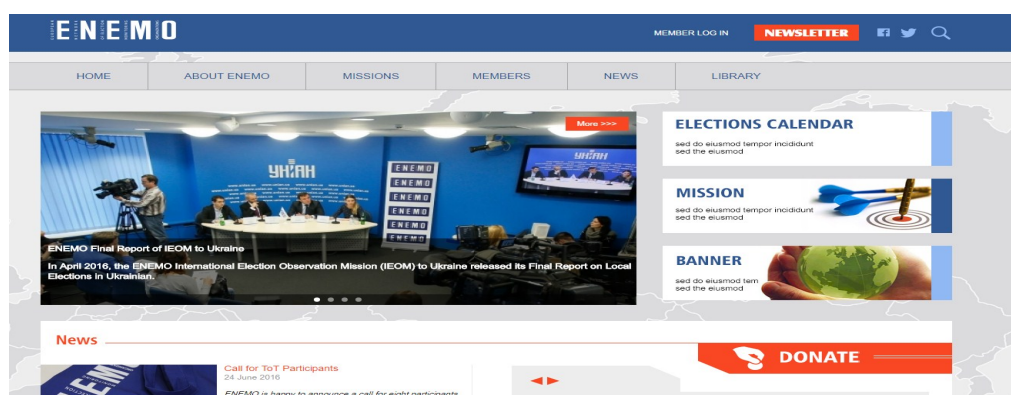 ENEMO
MEMBER LOG IN
NEWSLETTER
HOME
ABOUT ENEMO
MISSIONS
MEMBERS
NEWS
LIBRARY
More >>>
УНІАН
УНІАН
ENEMO
ENEMO
ENEMO
ENEMO
ENEMO
ENEMO
ENEMO Final Report of IEOM to Ukraine
In April 2016, the ENEMO International Election Observation Mission (IEOM) to Ukraine released its Final Report on Local
Elections in Ukrainian.
ELECTIONS CALENDAR
sed do eiusmod tempor incididunt
sed the eiusmod
MISSION
sed do eiusmod tempor incididunt
sed the eiusmod
BANNER
sed do eiusmod tem
sed the eiusmod
News
DONATE
ENEM
Call for ToT Participants
24 June 2016
ENEMO is happy to announce a call for eight participants